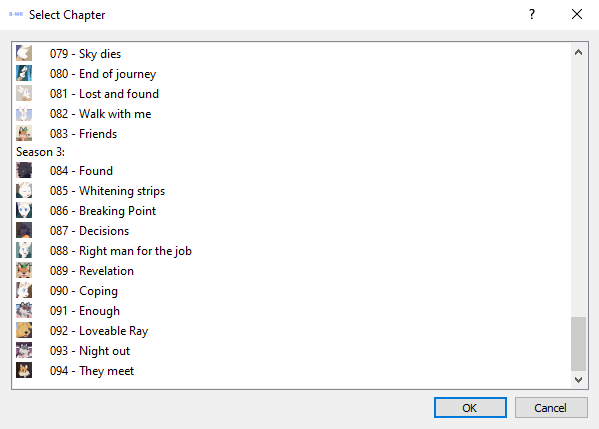 B-MR Select Chapter ?
079 - Sky dies
080 - End of journey
081 - Lost and found
082 - Walk with me
083 - Friends
Season 3:
084 - Found
085 - Whitening strips
086 - Breaking Point
087 - Decisions
088 - Right man for the job
089 - Revelation
090 - Coping
091 - Enough
092 - Loveable Ray
093 - Night out
094 - They meet
OK Cancel